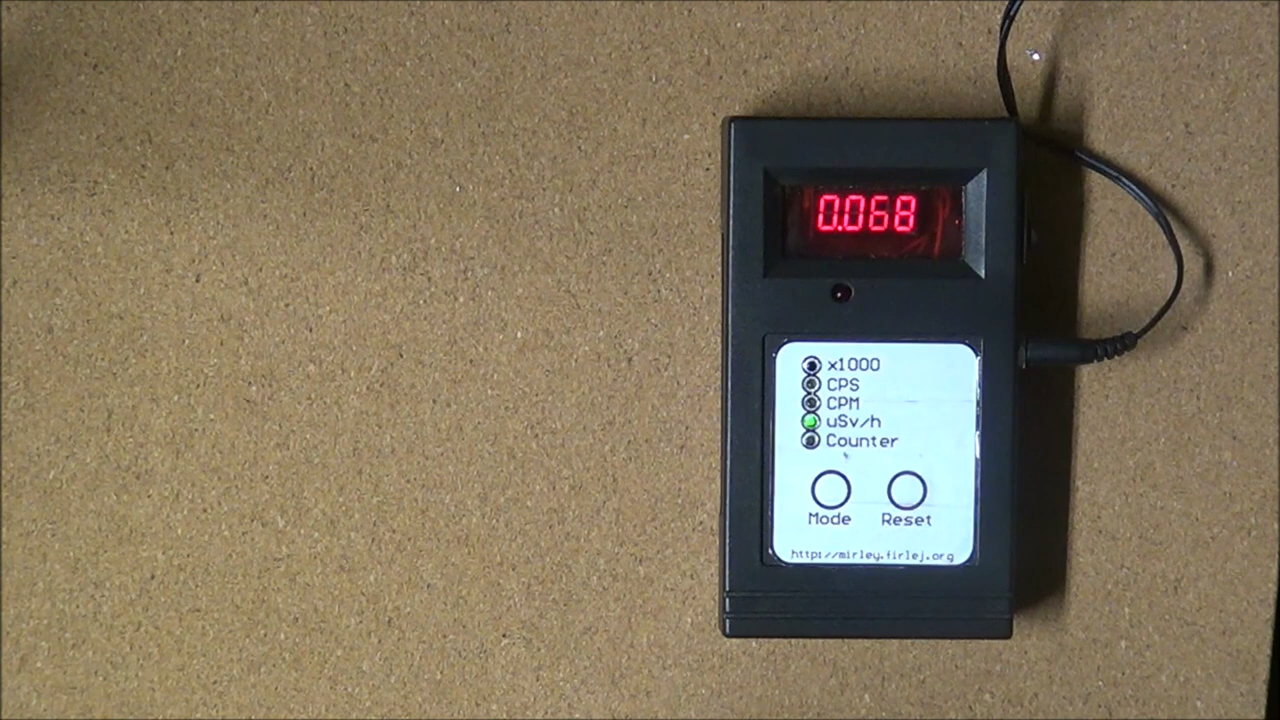 0.068
x1000
CPS
CPM
uSv/h
Counter
Mode Reset
http://mirley.firlej.org